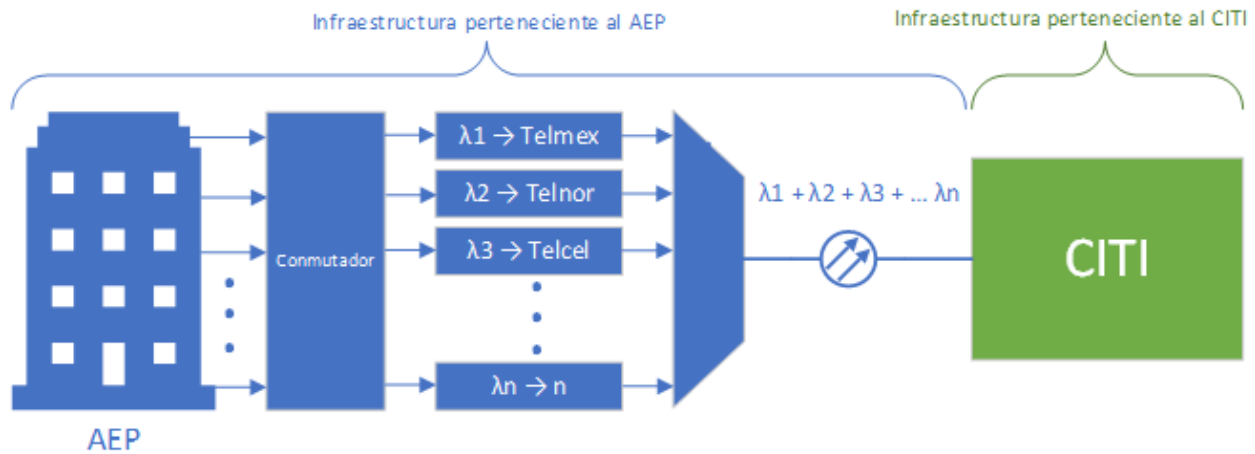 Infraestructura perteneciente al AEP
Infraestructura perteneciente al CITI
λ1 → Telmex
λ2 → Telnor
λ3 → Telcel
λn → n
Conmutador
λ1 + λ2 + λ3 + ... λn
CITI
AEP